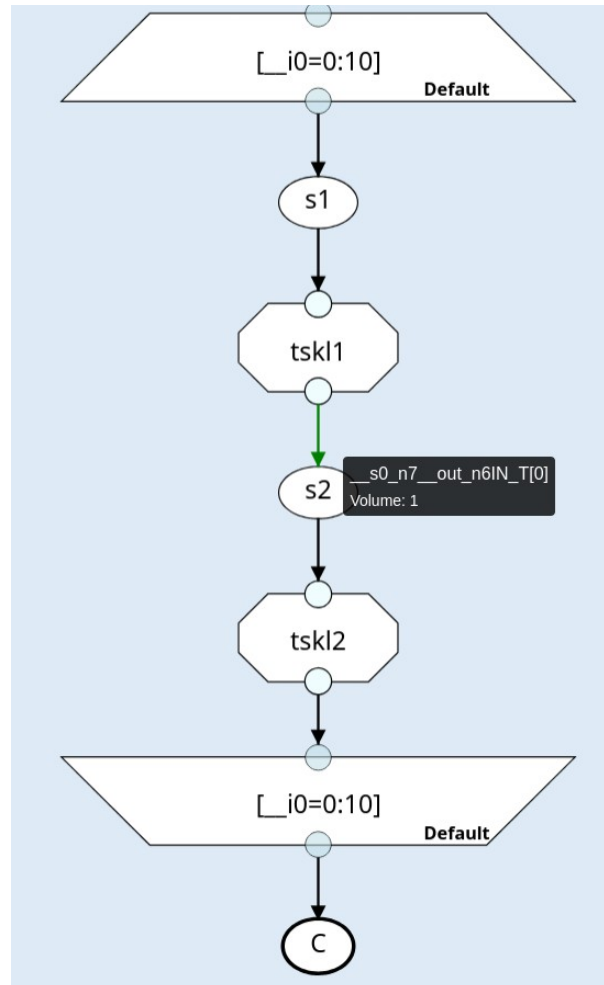 [__i0=0:10]
Default
s1
tskl1
s2
__s0_n7__out_n6IN_T[0]
Volume: 1
tskl2
[__i0=0:10]
Default
C